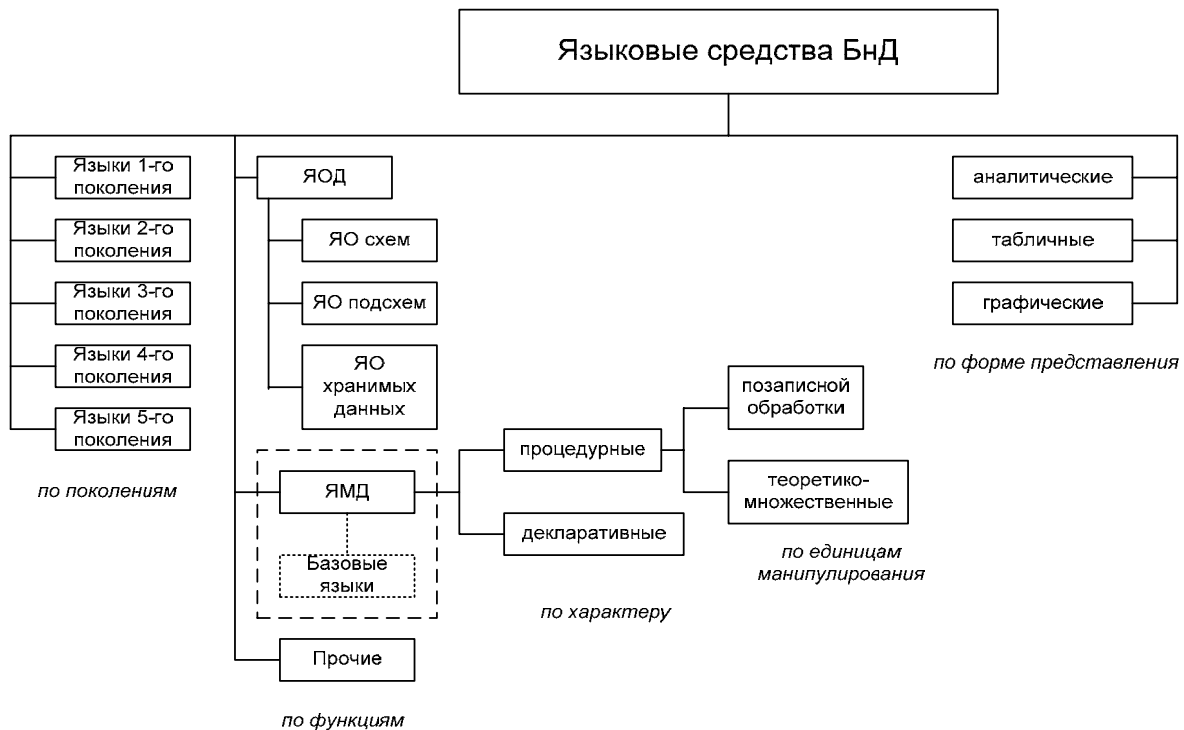 Языковые средства БнД
Языки 1-го
поколения
Языки 2-го
поколения
Языки 3-го
поколения
Языки 4-го
поколения
Языки 5-го
поколения
по поколениям
ЯОД
ЯО схем
ЯО подсхем
ЯО
хранимых
данных
ЯМД
Базовые
языки
Прочие
по функциям
процедурные
декларативные
по характеру
позаписной
обработки
теоретико-
множественные
по единицам
манипулирования
аналитические
табличные
графические
по форме представления